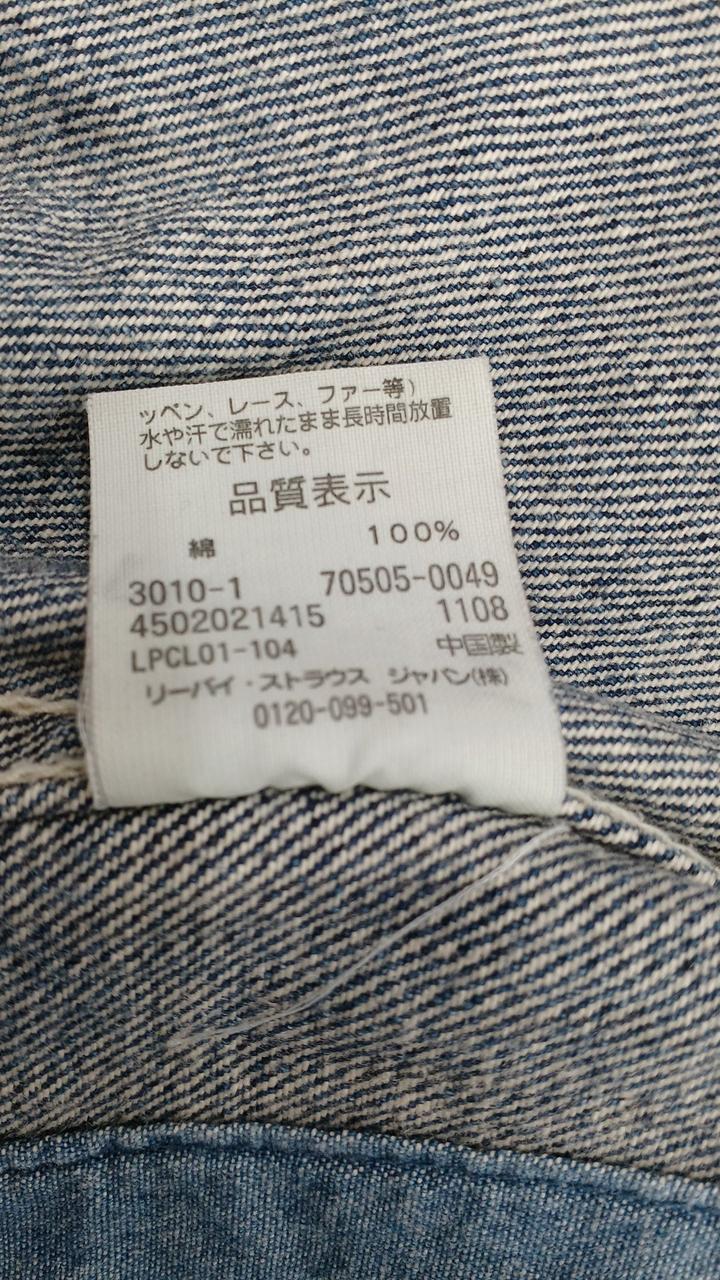 ッペン、レース、ファー等)
水や汗で濡れたまま長時間放置
しないで下さい。
品質表示
綿 100%
3010-1 70505-0049
4502021415 1108
LPCL01-104 中国製
リーバイ・ストラウス ジャパン(株)
0120-099-501